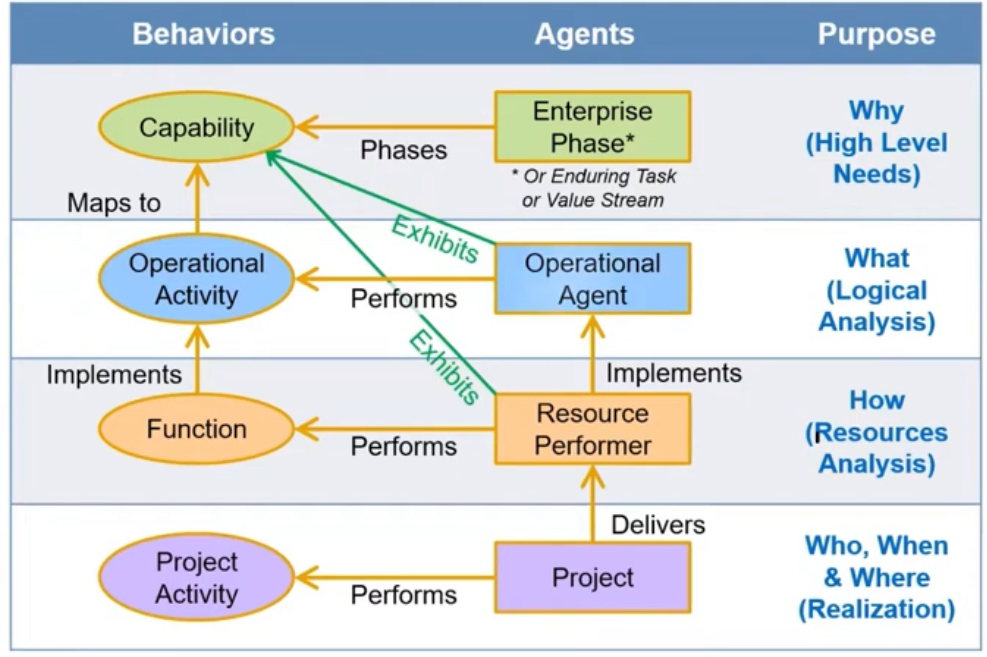 Behaviors
Agents
Purpose
Capability
Phases
Enterprise
Phase*
* Or Enduring Task
or Value Stream
Why
(High Level
Needs)
Maps to
Exhibits
Operational
Activity
Performs
Operational
Agent
What
(Logical
Analysis)
Exhibits
Implements
Implements
Function
Performs
Resource
Performer
How
(Resources
Analysis)
Delivers
Project
Activity
Performs
Project
Who, When
& Where
(Realization)